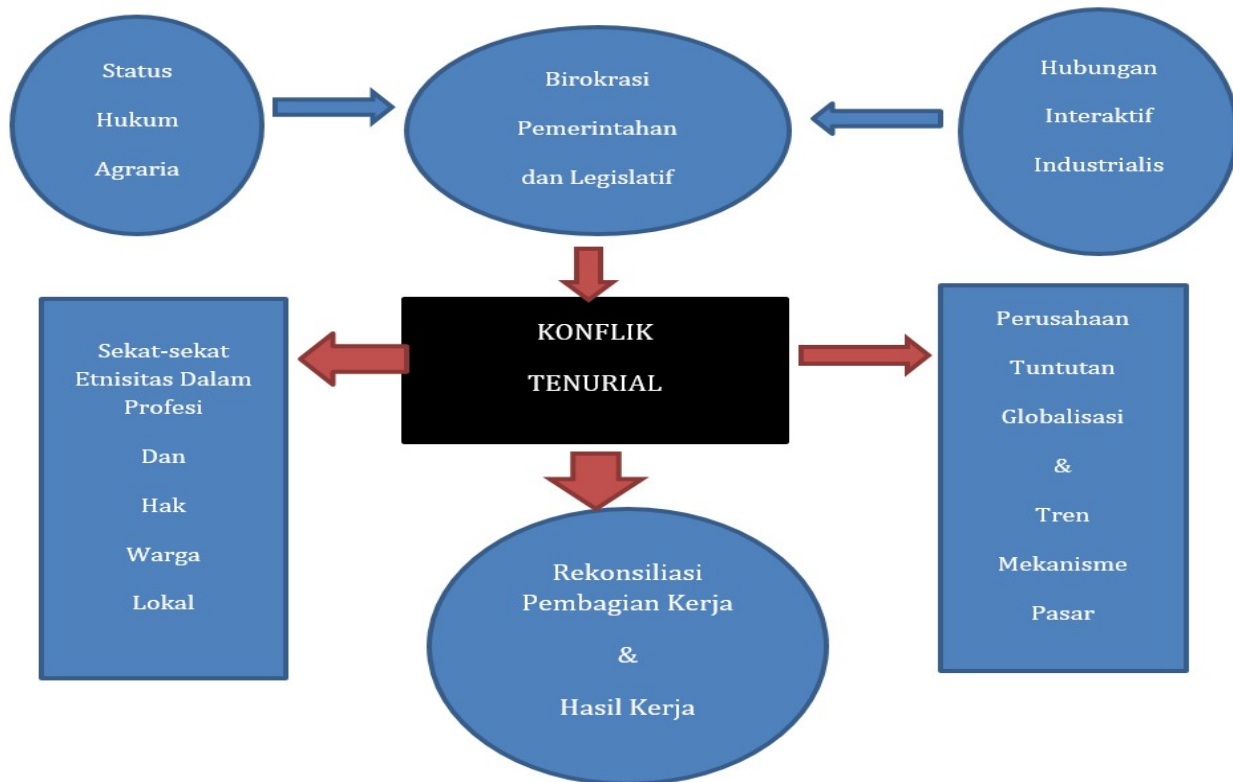 Status
Hukum
Agraria
Birokrasi
Pemerintahan
dan Legislatif
Hubungan
Interaktif
Industrialis
Sekat-sekat
Etnisitas Dalam
Profesi
Dan
Hak
Warga
Lokal
KONFLIK
TENURIAL
Perusahaan
Tuntutan
Globalisasi
&
Tren
Mekanisme
Pasar
Rekonsiliasi
Pembagian Kerja
&
Hasil Kerja